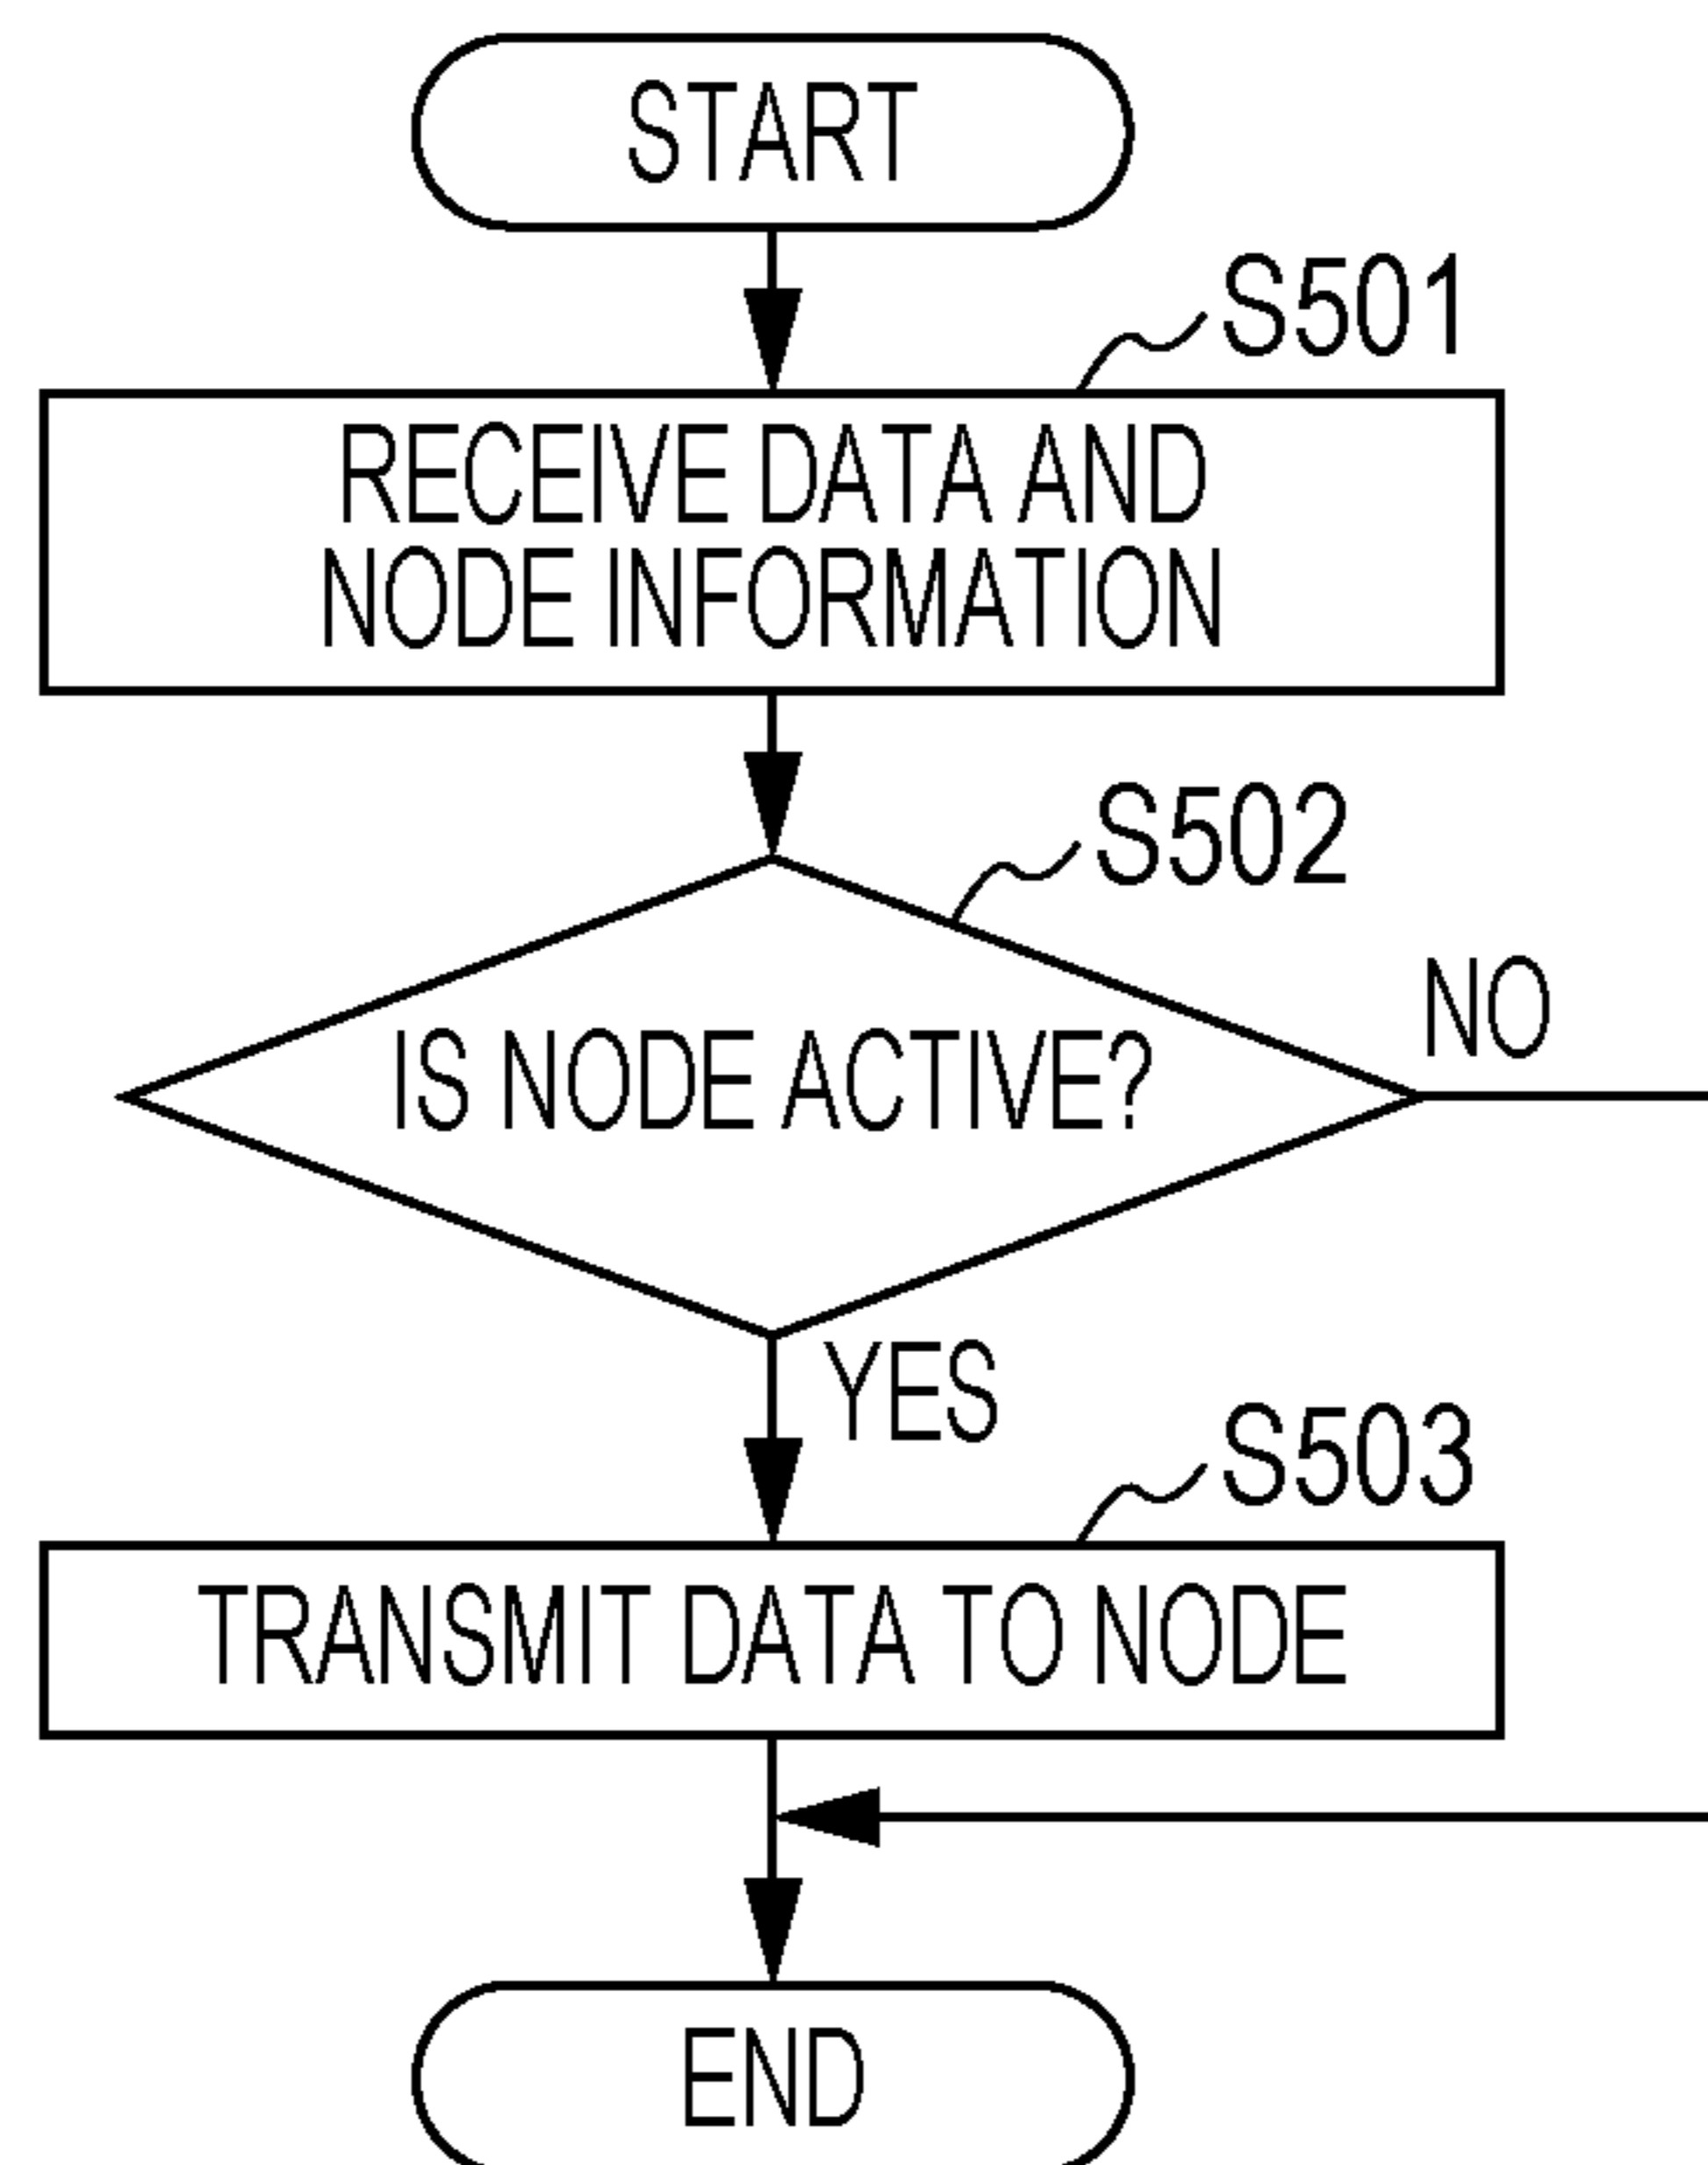 START
S501
RECEIVE DATA AND
NODE INFORMATION
S502
IS NODE ACTIVE?
NO
YES
S503
TRANSMIT DATA TO NODE
END